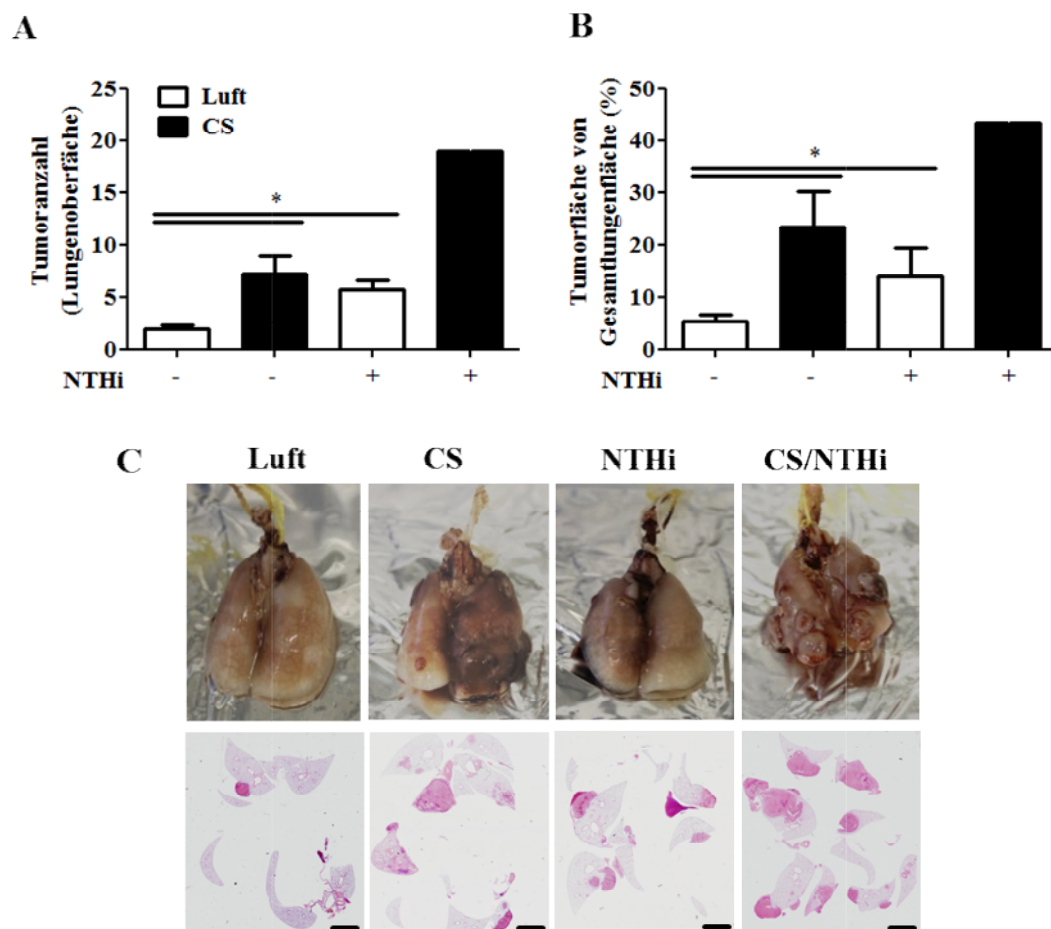 A
B
Tumoranzahl
(Lungenoberfäche)
25
20
15
10
5
0
Luft
CS
*
NTHi - - + +
Tumorfläche von
Gesamtlungenfläche (%)
50
40
30
20
10
0
*
NTHi - - + +
C Luft CS NTHi CS/NTHi